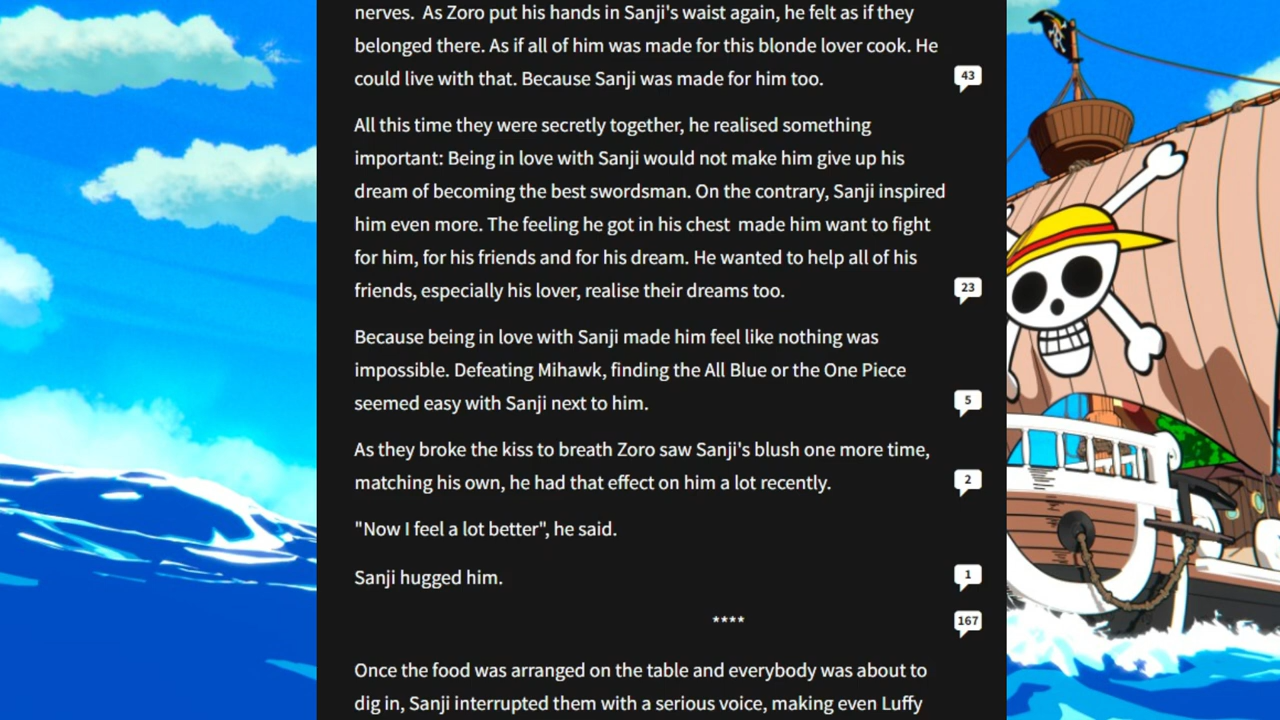 nerves.  As Zoro put his hands in Sanji's waist again, he felt as if they
belonged there. As if all of him was made for this blonde lover cook. He
could live with that. Because Sanji was made for him too.
43
All this time they were secretly together, he realised something
important: Being in love with Sanji would not make him give up his
dream of becoming the best swordsman. On the contrary, Sanji inspired
him even more. The feeling he got in his chest  made him want to fight
for him, for his friends and for his dream. He wanted to help all of his
friends, especially his lover, realise their dreams too.
23
Because being in love with Sanji made him feel like nothing was
impossible. Defeating Mihawk, finding the All Blue or the One Piece
seemed easy with Sanji next to him.
5
As they broke the kiss to breath Zoro saw Sanji's blush one more time,
matching his own, he had that effect on him a lot recently.
2
"Now I feel a lot better", he said.
Sanji hugged him.
1
****
167
Once the food was arranged on the table and everybody was about to
dig in, Sanji interrupted them with a serious voice, making even Luffy